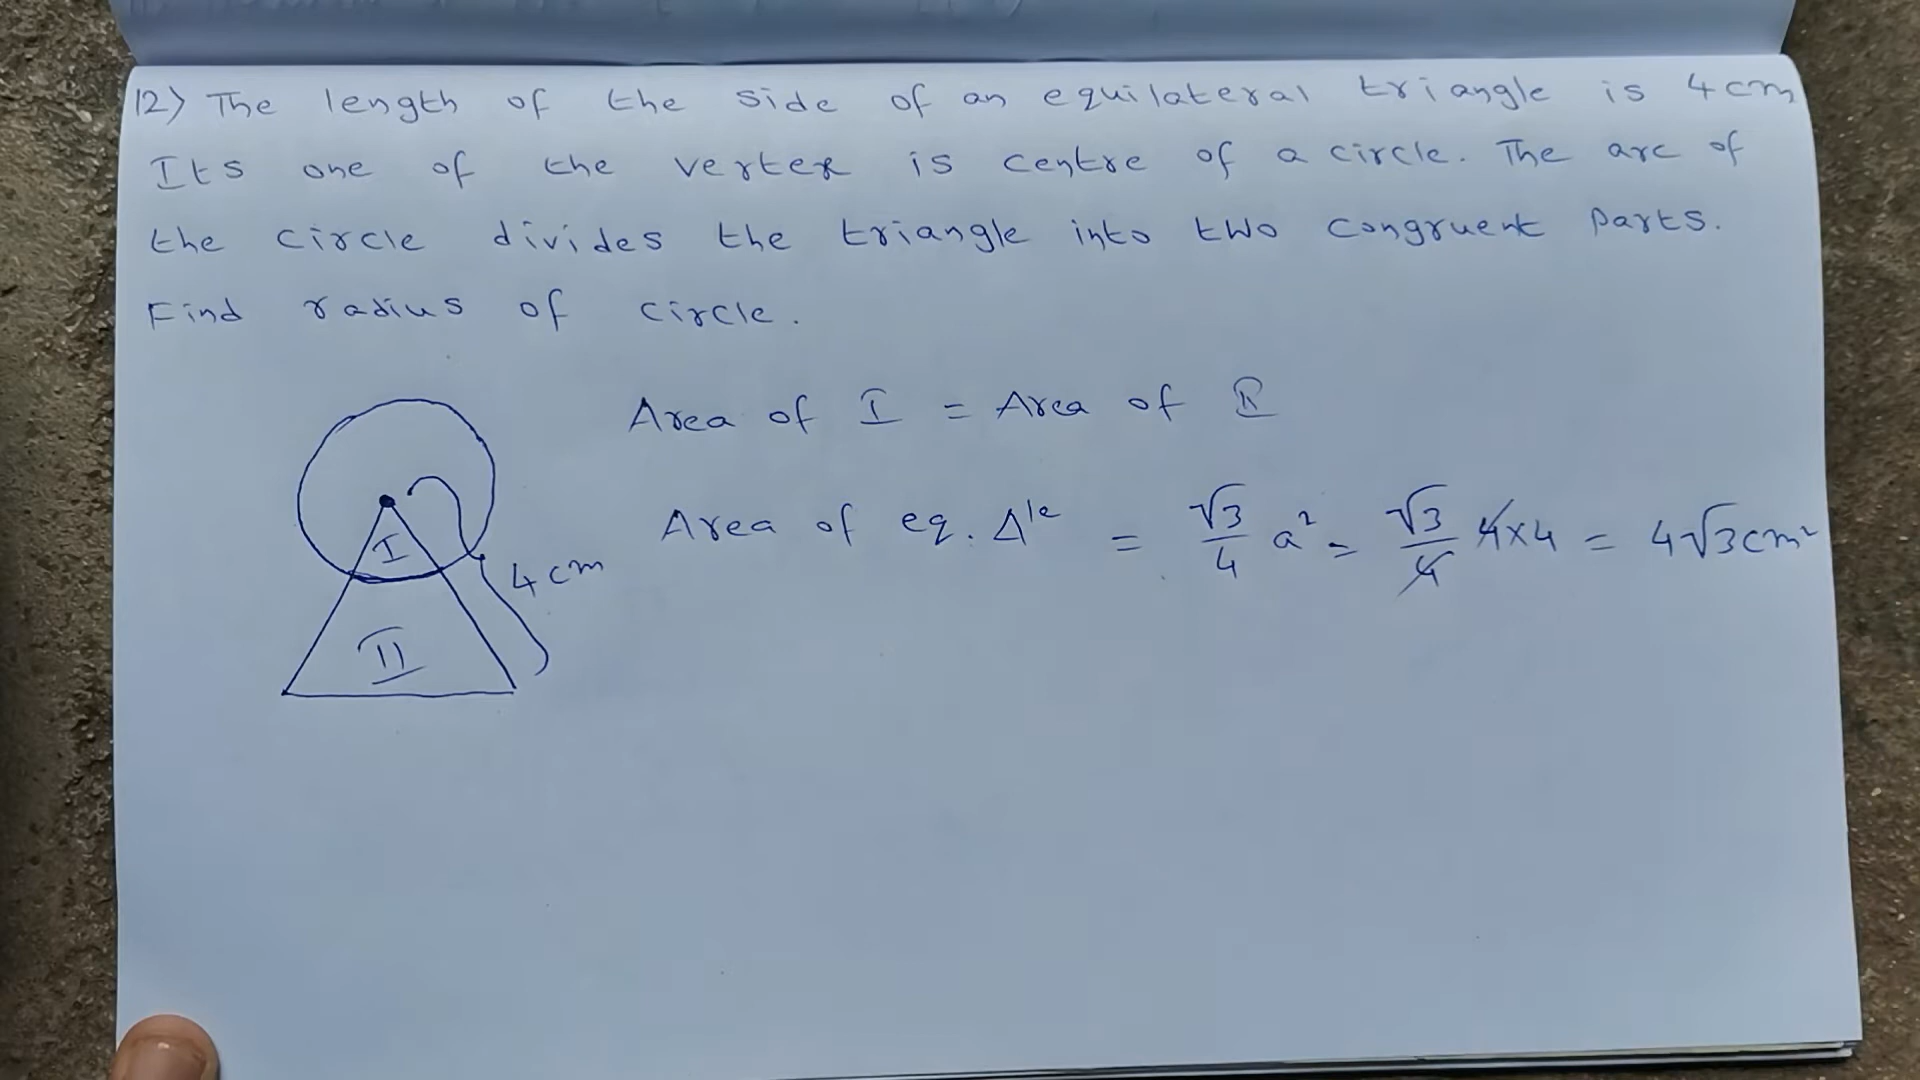 12) The length of the side of an equilateral triangle is 4cm
Its one of the vertex is centre of a circle. The arc of
the circle divides the triangle into two congruent parts.
Find radius of circle.
Area of I = Area of II
Area of eq. Δle = √3/4 a² = √3/4 4×4 = 4√3cm²
I
4cm
II